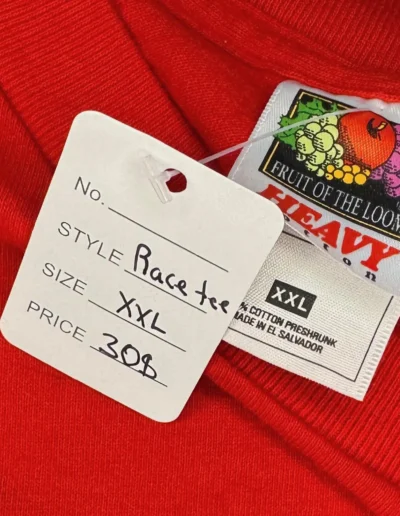 No.
STYLE Race tee
SIZE XXL
PRICE 30$
FRUIT OF THE LOOM
HEAVY
XXL
% COTTON PRESHRUNK
MADE IN EL SALVADOR